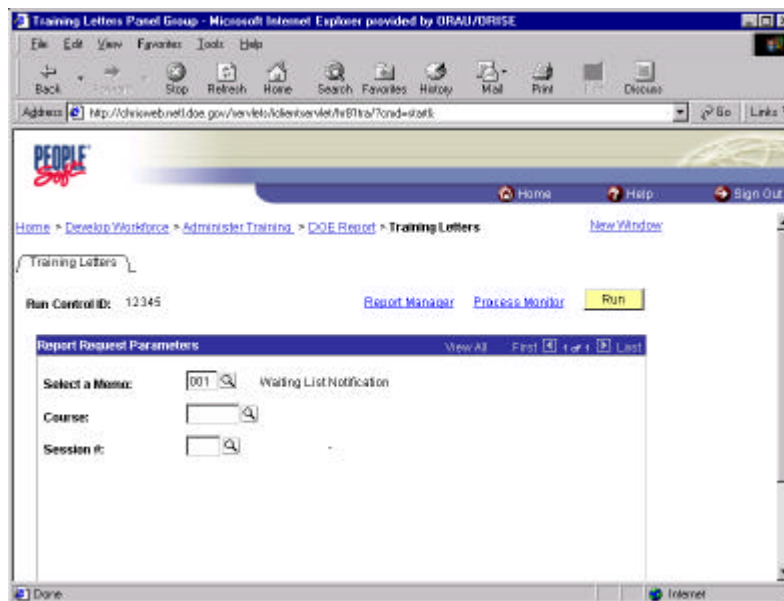 Training Letters Panel Group - Microsoft Internet Explorer provided by ORAU/ORISE
File Edit View Favorites Tools Help
Back Stop Refresh Home Search Favorites History Mail Print Discuss
Address Go Links
PEOPLE
Soft
Home Help Sign Out
Home > Develop Workforce > Administer Training > DOE Report > Training Letters New Window
Training Letters
Run Control ID: 12345 Report Manager Process Monitor Run
Report Request Parameters View All First 1 of 1 Last
Select a Memo: 001 Waiting List Notification
Course:
Session #: -
Done Internet